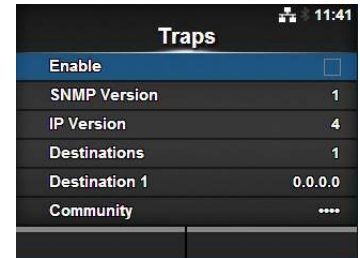 11:41
Traps
Enable
SNMP Version 1
IP Version 4
Destinations 1
Destination 1 0.0.0.0
Community ••••